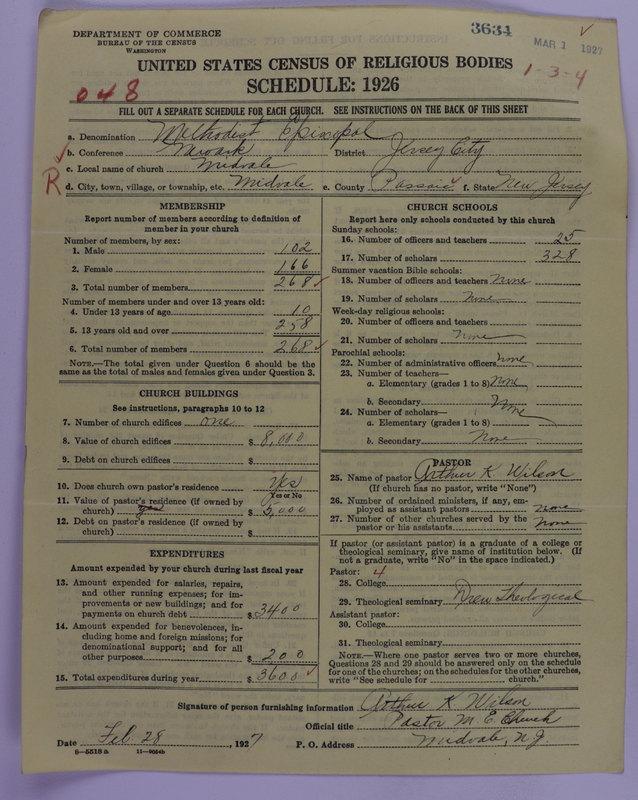 DEPARTMENT OF COMMERCE
BUREAU OF THE CENSUS
WASHINGTON
3634
MAR 1 1927
UNITED STATES CENSUS OF RELIGIOUS BODIES
1-3-4
SCHEDULE: 1926
048
FILL OUT A SEPARATE SCHEDULE FOR EACH CHURCH. SEE INSTRUCTIONS ON THE BACK OF THIS SHEET
a. Denomination Methodist Episcopal
b. Conference Newark District Jersey City
c. Local name of church Midvale
R
d. City, town, village, or township, etc. Midvale e. County Passaic f. State New Jersey
MEMBERSHIP
Report number of members according to definition of member in your church
Number of members, by sex:
1. Male 102
2. Female 166
3. Total number of members 268
Number of members under and over 13 years old:
4. Under 13 years of age 10
5. 13 years old and over 258
6. Total number of members 268
NOTE.—The total given under Question 6 should be the same as the total of males and females given under Question 3.
CHURCH BUILDINGS
See instructions, paragraphs 10 to 12
7. Number of church edifices one
8. Value of church edifices $ 8,000
9. Debt on church edifices $
10. Does church own pastor's residence Yes
Yes or No
11. Value of pastor's residence (if owned by church) yes $ 5,000
12. Debt on pastor's residence (if owned by church) $
EXPENDITURES
Amount expended by your church during last fiscal year
13. Amount expended for salaries, repairs, and other running expenses; for improvements or new buildings; and for payments on church debt $ 3400
14. Amount expended for benevolences, including home and foreign missions; for denominational support; and for all other purposes $ 200
15. Total expenditures during year $ 3600
CHURCH SCHOOLS
Report here only schools conducted by this church
Sunday schools:
16. Number of officers and teachers 25
17. Number of scholars 328
Summer vacation Bible schools:
18. Number of officers and teachers None
19. Number of scholars None
Week-day religious schools:
20. Number of officers and teachers
21. Number of scholars None
Parochial schools:
22. Number of administrative officers None
23. Number of teachers—
a. Elementary (grades 1 to 8) None
b. Secondary None
24. Number of scholars—
a. Elementary (grades 1 to 8)
b. Secondary None
PASTOR
25. Name of pastor Arthur K Wilson
(If church has no pastor, write "None")
26. Number of ordained ministers, if any, employed as assistant pastors None
27. Number of other churches served by the pastor or his assistants None
If pastor (or assistant pastor) is a graduate of a college or theological seminary, give name of institution below. (If not a graduate, write "No" in the space indicated.)
Pastor: 4
28. College
29. Theological seminary Drew Theological
Assistant pastor:
30. College
31. Theological seminary
NOTE.—Where one pastor serves two or more churches, Questions 28 and 29 should be answered only on the schedule for one of the churches; on the schedules for the other churches, write "See schedule for church."
Signature of person furnishing information Arthur K. Wilson
Official title Pastor M E Church
Date Feb. 28, 1927 P. O. Address Midvale, N.J.
8—5518 a 11—9554b